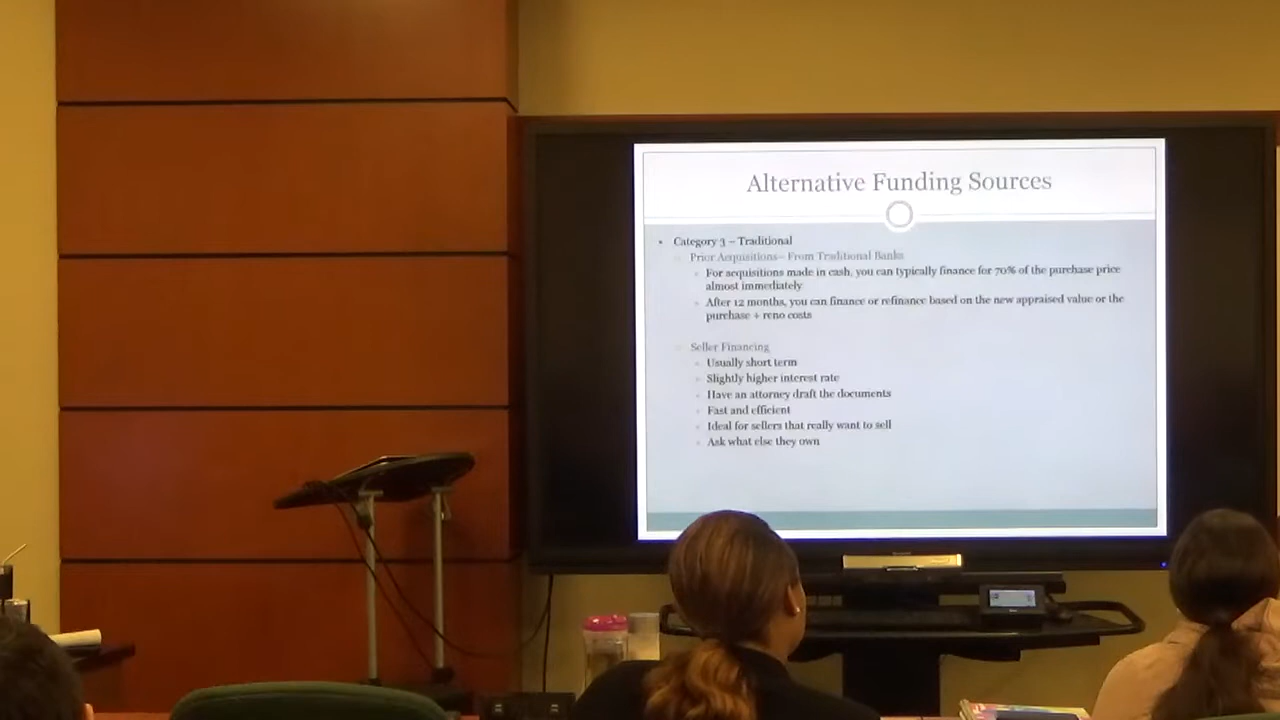 Alternative Funding Sources
Category 3 – Traditional
Prior Acquisitions– From Traditional Banks
For acquisitions made in cash, you can typically finance for 70% of the purchase price
almost immediately
After 12 months, you can finance or refinance based on the new appraised value or the
purchase + reno costs
Seller Financing
Usually short term
Slightly higher interest rate
Have an attorney draft the documents
Fast and efficient
Ideal for sellers that really want to sell
Ask what else they own